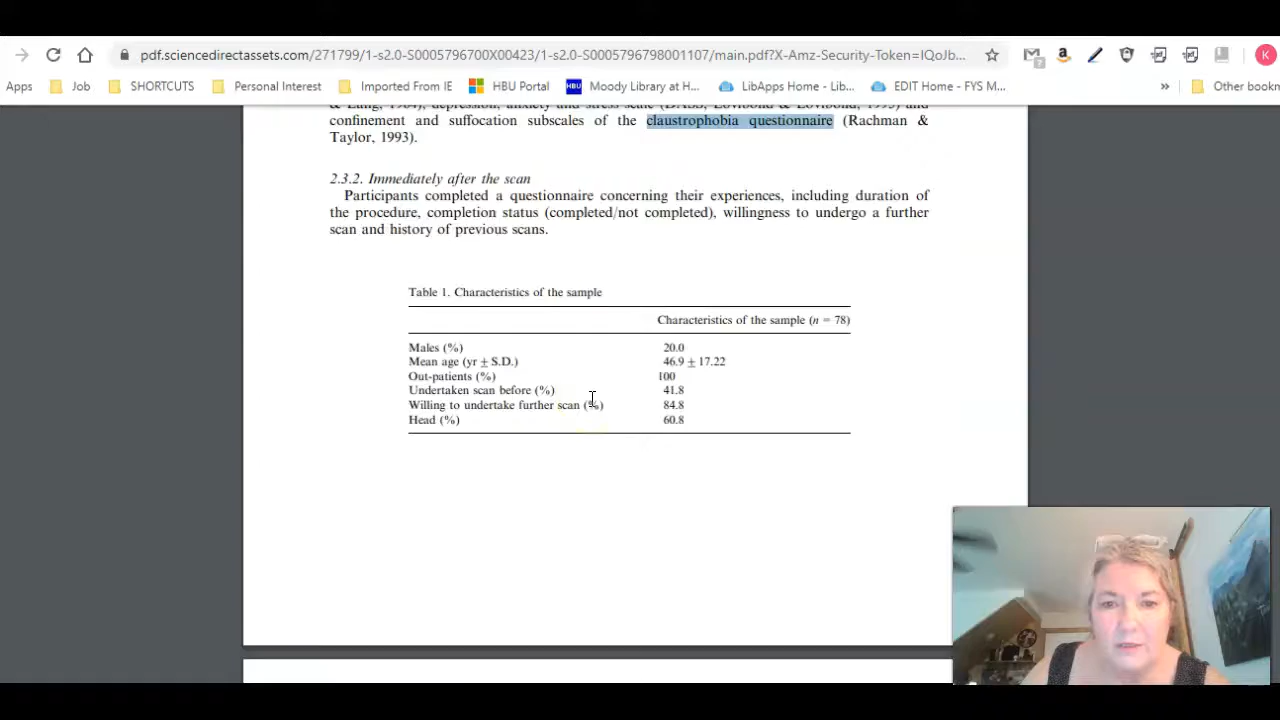 pdf.sciencedirectassets.com/271799/1-s2.0-S0005796700X00423/1-s2.0-S0005796798001107/main.pdf?X-Amz-Security-Token=IQoJb...
K
Apps Job SHORTCUTS Personal Interest Imported From IE HBU Portal HBU Moody Library at H... LibApps Home - Lib... EDIT Home - FYS M... » Other bookm
& Lang, 1984), depression, anxiety and stress scale (DASS, Lovibond & Lovibond, 1995) and
confinement and suffocation subscales of the claustrophobia questionnaire (Rachman &
Taylor, 1993).
2.3.2. Immediately after the scan
Participants completed a questionnaire concerning their experiences, including duration of
the procedure, completion status (completed/not completed), willingness to undergo a further
scan and history of previous scans.
Table 1. Characteristics of the sample
Characteristics of the sample (n = 78)
Males (%) 20.0
Mean age (yr ± S.D.) 46.9 ± 17.22
Out-patients (%) 100
Undertaken scan before (%) 41.8
Willing to undertake further scan (%) 84.8
Head (%) 60.8